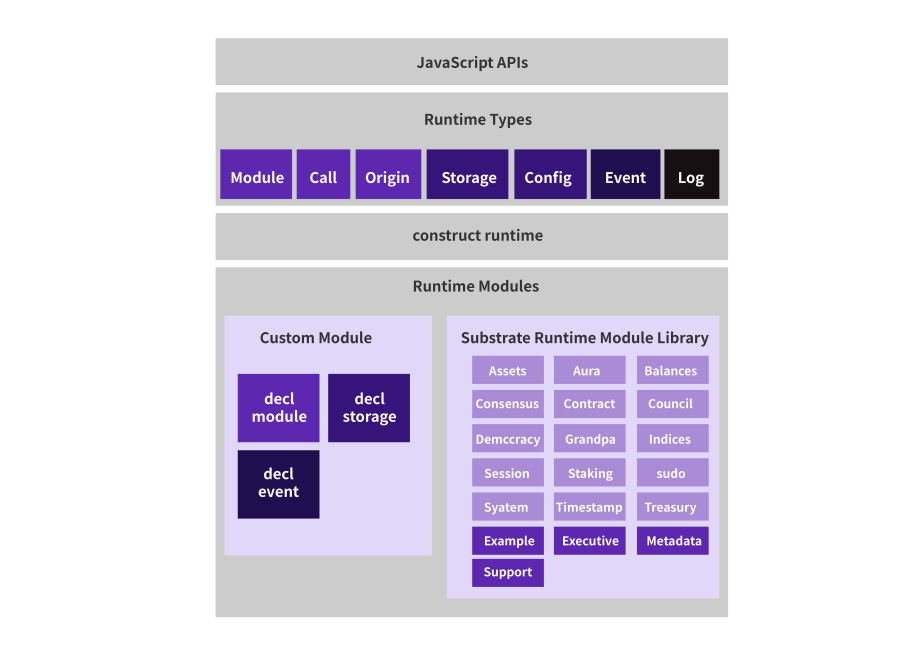 JavaScript APIs
Runtime Types
Module Call Origin Storage Config Event Log
construct runtime
Runtime Modules
Custom Module
decl
module
decl
storage
decl
event
Substrate Runtime Module Library
Assets Aura Balances
Consensus Contract Council
Demccracy Grandpa Indices
Session Staking sudo
Syatem Timestamp Treasury
Example Executive Metadata
Support